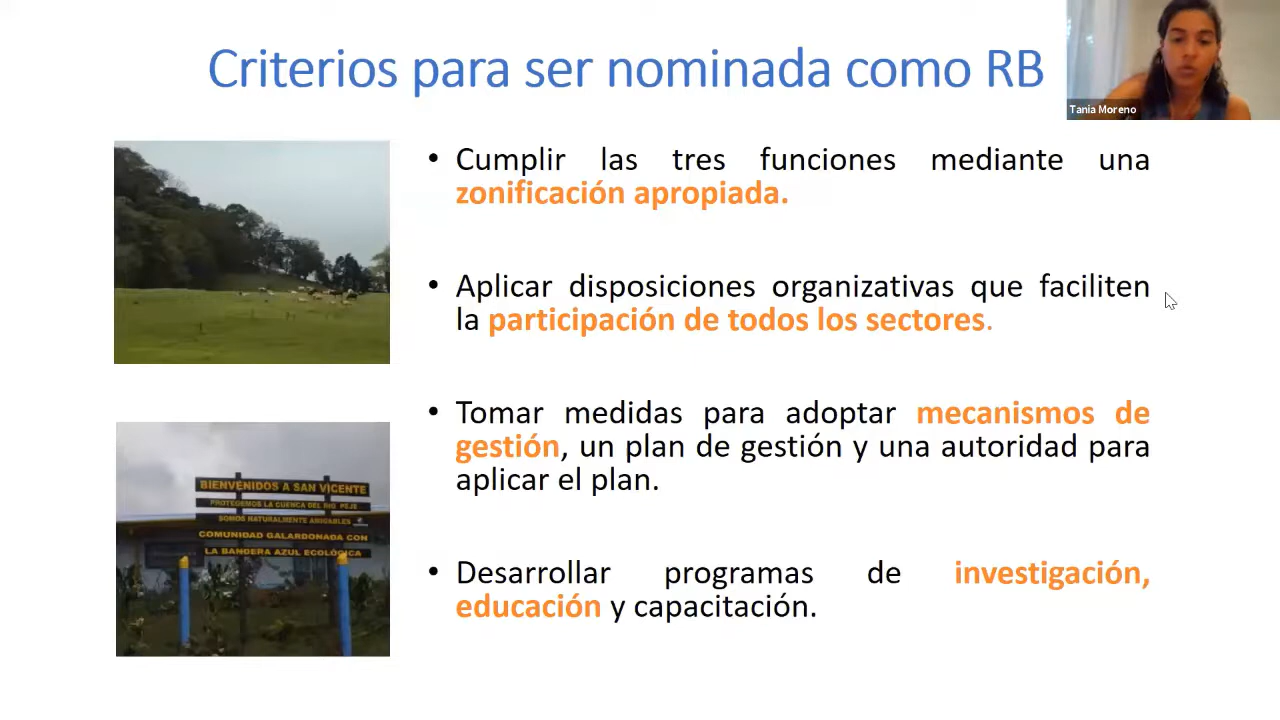 Criterios para ser nominada como RB
Tania Moreno
• Cumplir las tres funciones mediante una
zonificación apropiada.
• Aplicar disposiciones organizativas que faciliten
la participación de todos los sectores.
• Tomar medidas para adoptar mecanismos de
gestión, un plan de gestión y una autoridad para
aplicar el plan.
• Desarrollar programas de investigación,
educación y capacitación.
BIENVENIDOS A SAN VICENTE
PROTEGEMOS LA CUENCA DEL RIO PEJE
SOMOS NATURALMENTE AMIGABLES
COMUNIDAD GALARDONADA CON
LA BANDERA AZUL ECOLÓGICA